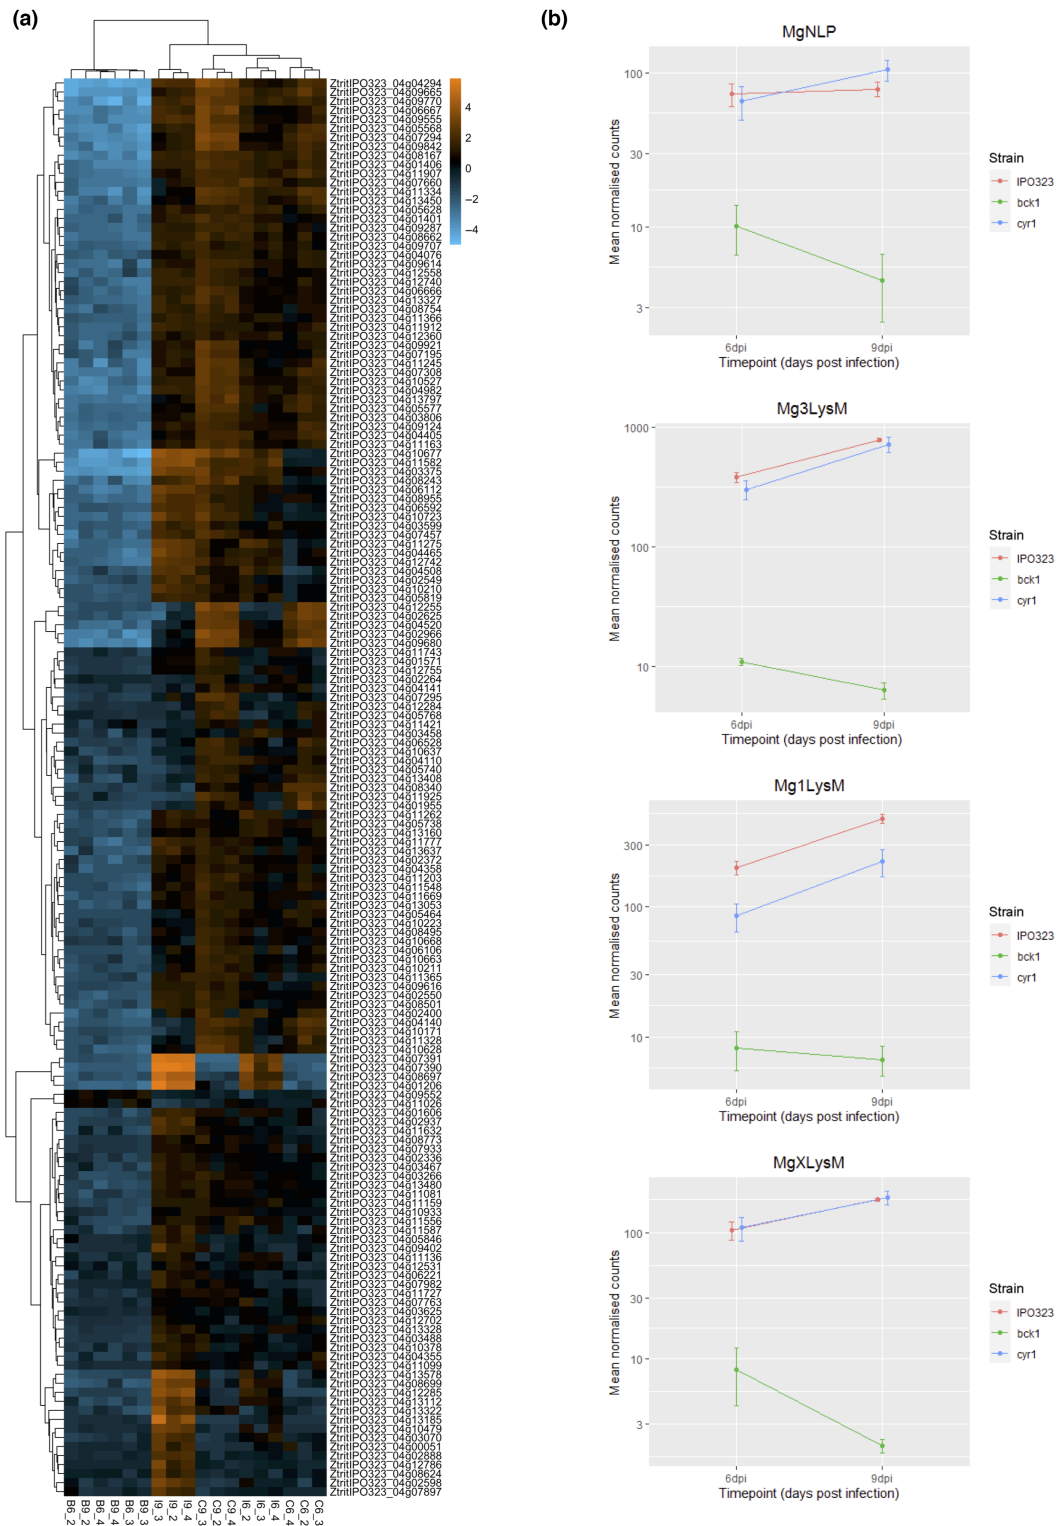 (a)
(b)
4
2
0
−2
−4
ZtritIPO323_04g04294
ZtritIPO323_04g09665
ZtritIPO323_04g09770
ZtritIPO323_04g06667
ZtritIPO323_04g09555
ZtritIPO323_04g05568
ZtritIPO323_04g07294
ZtritIPO323_04g09842
ZtritIPO323_04g08167
ZtritIPO323_04g01406
ZtritIPO323_04g11907
ZtritIPO323_04g07660
ZtritIPO323_04g11334
ZtritIPO323_04g13450
ZtritIPO323_04g05628
ZtritIPO323_04g01401
ZtritIPO323_04g09287
ZtritIPO323_04g08662
ZtritIPO323_04g09707
ZtritIPO323_04g04076
ZtritIPO323_04g09614
ZtritIPO323_04g12558
ZtritIPO323_04g12740
ZtritIPO323_04g06666
ZtritIPO323_04g13327
ZtritIPO323_04g08754
ZtritIPO323_04g11366
ZtritIPO323_04g11912
ZtritIPO323_04g12360
ZtritIPO323_04g09921
ZtritIPO323_04g07195
ZtritIPO323_04g11245
ZtritIPO323_04g07308
ZtritIPO323_04g10527
ZtritIPO323_04g04982
ZtritIPO323_04g13797
ZtritIPO323_04g05577
ZtritIPO323_04g03806
ZtritIPO323_04g09124
ZtritIPO323_04g04405
ZtritIPO323_04g11163
ZtritIPO323_04g10677
ZtritIPO323_04g11582
ZtritIPO323_04g03375
ZtritIPO323_04g08243
ZtritIPO323_04g06112
ZtritIPO323_04g08955
ZtritIPO323_04g06592
ZtritIPO323_04g10723
ZtritIPO323_04g03599
ZtritIPO323_04g07457
ZtritIPO323_04g11275
ZtritIPO323_04g04465
ZtritIPO323_04g12742
ZtritIPO323_04g04508
ZtritIPO323_04g02549
ZtritIPO323_04g10210
ZtritIPO323_04g05819
ZtritIPO323_04g12255
ZtritIPO323_04g02625
ZtritIPO323_04g04520
ZtritIPO323_04g02966
ZtritIPO323_04g09680
ZtritIPO323_04g11743
ZtritIPO323_04g01571
ZtritIPO323_04g12755
ZtritIPO323_04g02264
ZtritIPO323_04g04141
ZtritIPO323_04g07295
ZtritIPO323_04g12284
ZtritIPO323_04g05768
ZtritIPO323_04g11421
ZtritIPO323_04g03458
ZtritIPO323_04g06528
ZtritIPO323_04g10637
ZtritIPO323_04g04110
ZtritIPO323_04g05740
ZtritIPO323_04g13408
ZtritIPO323_04g08340
ZtritIPO323_04g11925
ZtritIPO323_04g01955
ZtritIPO323_04g11262
ZtritIPO323_04g05738
ZtritIPO323_04g13160
ZtritIPO323_04g11777
ZtritIPO323_04g13637
ZtritIPO323_04g02372
ZtritIPO323_04g04358
ZtritIPO323_04g11203
ZtritIPO323_04g11548
ZtritIPO323_04g11669
ZtritIPO323_04g13053
ZtritIPO323_04g05464
ZtritIPO323_04g10223
ZtritIPO323_04g08495
ZtritIPO323_04g10668
ZtritIPO323_04g06106
ZtritIPO323_04g10663
ZtritIPO323_04g10211
ZtritIPO323_04g11365
ZtritIPO323_04g09616
ZtritIPO323_04g02550
ZtritIPO323_04g08501
ZtritIPO323_04g02400
ZtritIPO323_04g04140
ZtritIPO323_04g10171
ZtritIPO323_04g11328
ZtritIPO323_04g10628
ZtritIPO323_04g07391
ZtritIPO323_04g07390
ZtritIPO323_04g08697
ZtritIPO323_04g01206
ZtritIPO323_04g09552
ZtritIPO323_04g11026
ZtritIPO323_04g01606
ZtritIPO323_04g02937
ZtritIPO323_04g11632
ZtritIPO323_04g08773
ZtritIPO323_04g07933
ZtritIPO323_04g02336
ZtritIPO323_04g03467
ZtritIPO323_04g03266
ZtritIPO323_04g13480
ZtritIPO323_04g11081
ZtritIPO323_04g11159
ZtritIPO323_04g10933
ZtritIPO323_04g11556
ZtritIPO323_04g11587
ZtritIPO323_04g05846
ZtritIPO323_04g09402
ZtritIPO323_04g11136
ZtritIPO323_04g12531
ZtritIPO323_04g06221
ZtritIPO323_04g07982
ZtritIPO323_04g11727
ZtritIPO323_04g07763
ZtritIPO323_04g03625
ZtritIPO323_04g12702
ZtritIPO323_04g13328
ZtritIPO323_04g03488
ZtritIPO323_04g10378
ZtritIPO323_04g04355
ZtritIPO323_04g11099
ZtritIPO323_04g13578
ZtritIPO323_04g08699
ZtritIPO323_04g12285
ZtritIPO323_04g13112
ZtritIPO323_04g13322
ZtritIPO323_04g13185
ZtritIPO323_04g10479
ZtritIPO323_04g03070
ZtritIPO323_04g00051
ZtritIPO323_04g02888
ZtritIPO323_04g12786
ZtritIPO323_04g08624
ZtritIPO323_04g02598
ZtritIPO323_04g07897
B6_2
B9_2
B6_4
B9_4
B6_3
B9_3
I9_3
I9_2
I9_4
C9_3
C9_2
C9_4
I6_2
I6_3
I6_4
C6_4
C6_2
C6_3
MgNLP
Mean normalised counts
100
30
10
3
6dpi
9dpi
Timepoint (days post infection)
Strain
IPO323
bck1
cyr1
Mg3LysM
Mean normalised counts
1000
100
10
6dpi
9dpi
Timepoint (days post infection)
Strain
IPO323
bck1
cyr1
Mg1LysM
Mean normalised counts
300
100
30
10
6dpi
9dpi
Timepoint (days post infection)
Strain
IPO323
bck1
cyr1
MgXLysM
Mean normalised counts
100
30
10
3
6dpi
9dpi
Timepoint (days post infection)
Strain
IPO323
bck1
cyr1